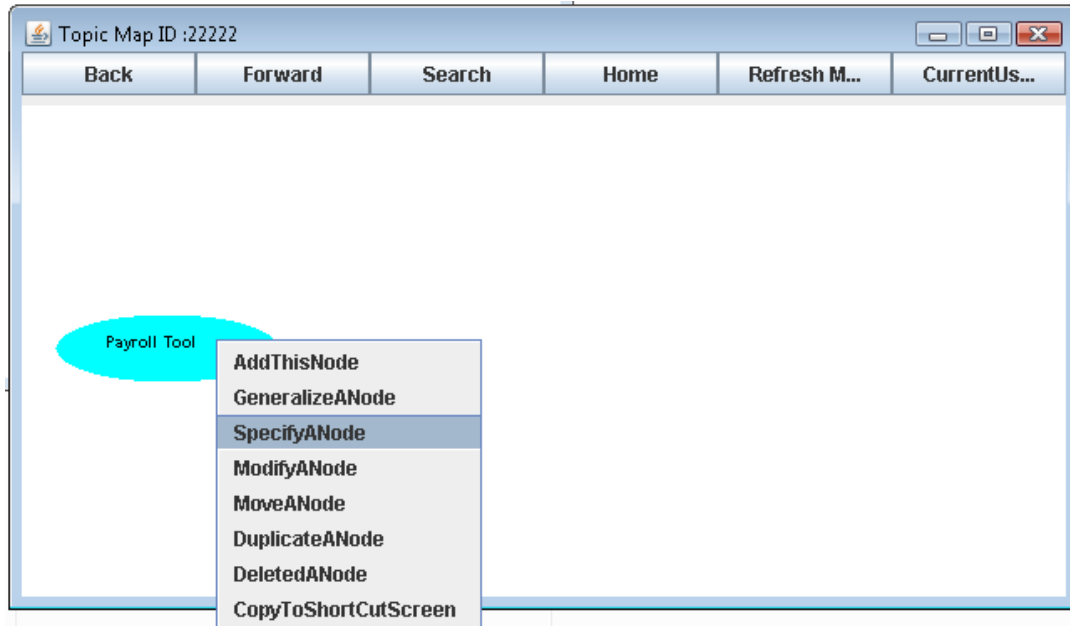 Topic Map ID :22222
Back Forward Search Home Refresh M... CurrentUs...
Payroll Tool
AddThisNode
GeneralizeANode
SpecifyANode
ModifyANode
MoveANode
DuplicateANode
DeletedANode
CopyToShortCutScreen